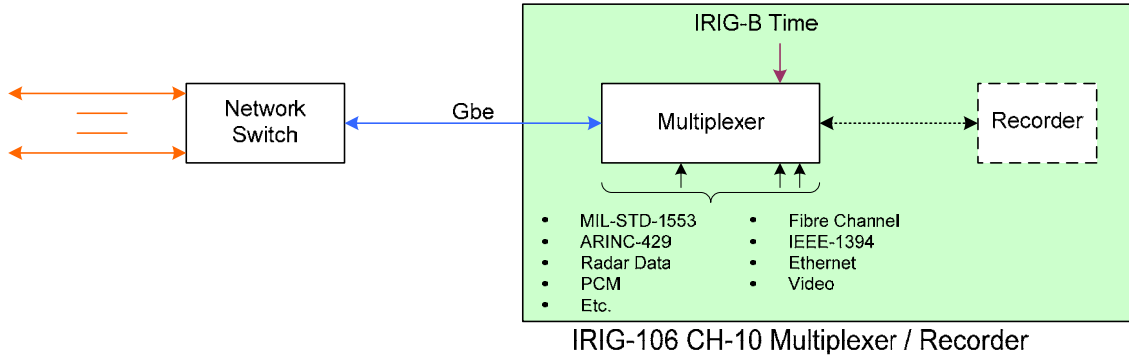 IRIG-B Time
Network
Switch
Gbe
Multiplexer
Recorder
• MIL-STD-1553
• ARINC-429
• Radar Data
• PCM
• Etc.
• Fibre Channel
• IEEE-1394
• Ethernet
• Video
IRIG-106 CH-10 Multiplexer / Recorder